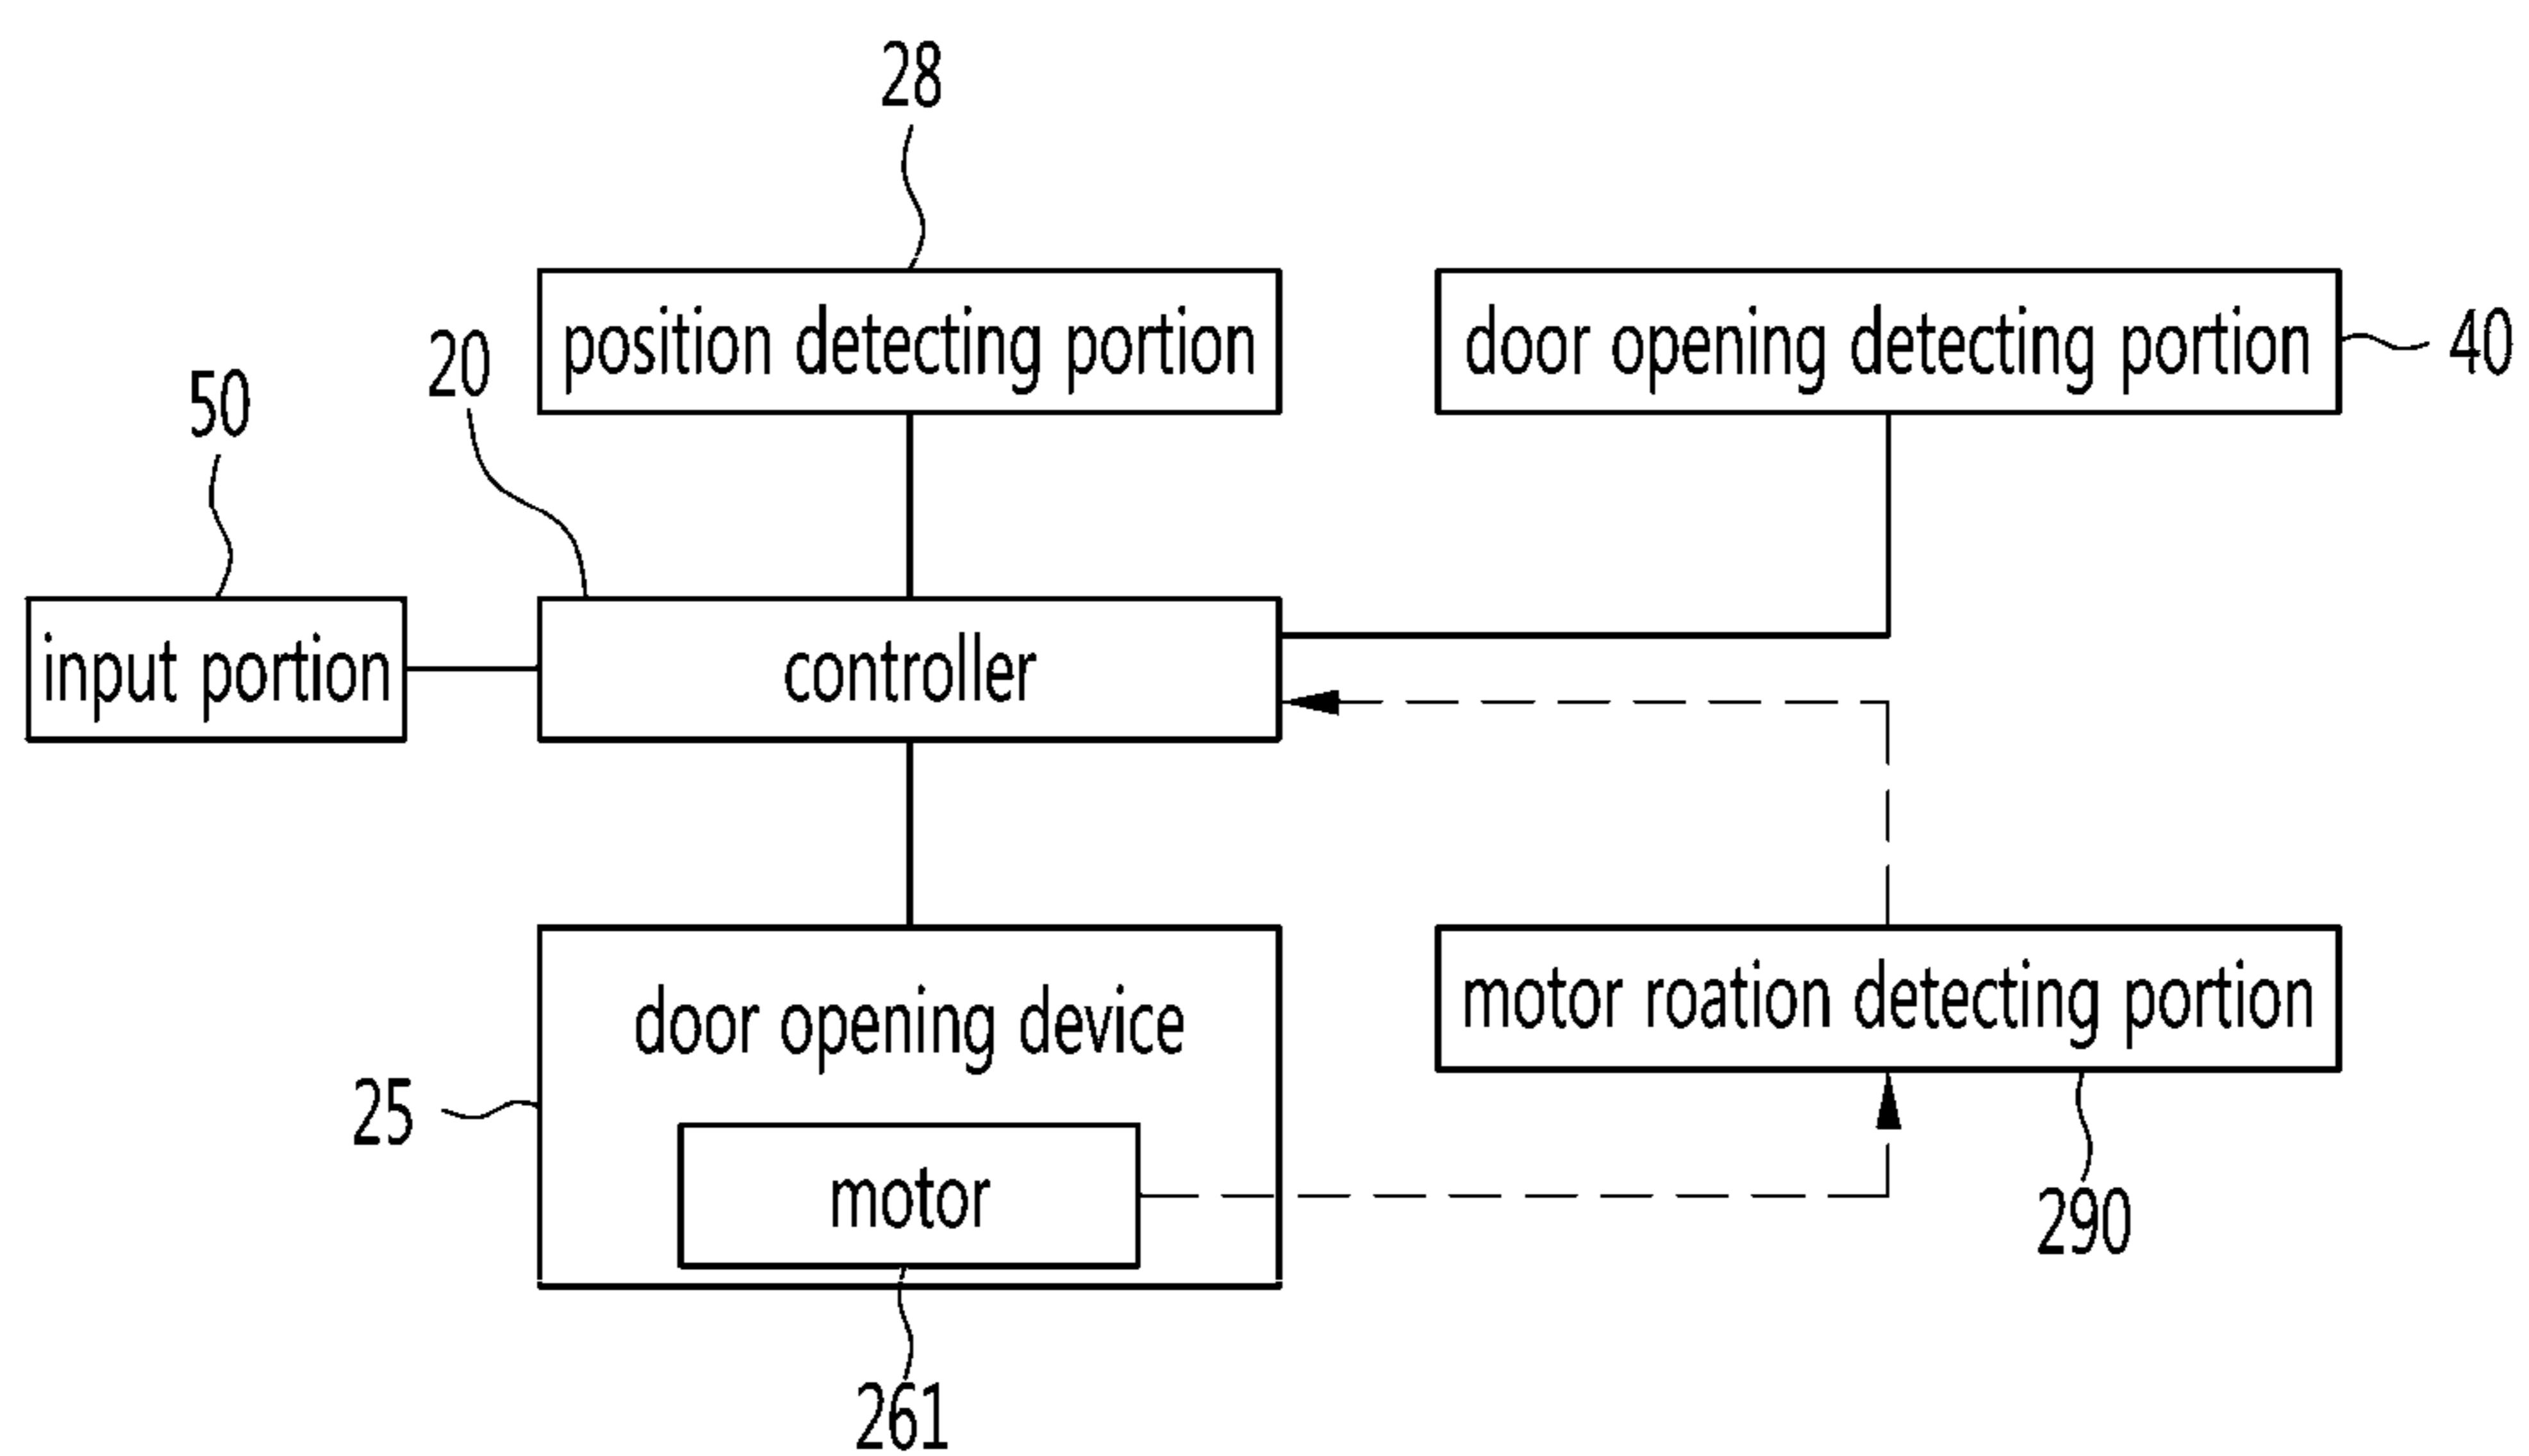 28
position detecting portion
door opening detecting portion
40
20
50
input portion
controller
door opening device
motor roation detecting portion
25
motor
290
261